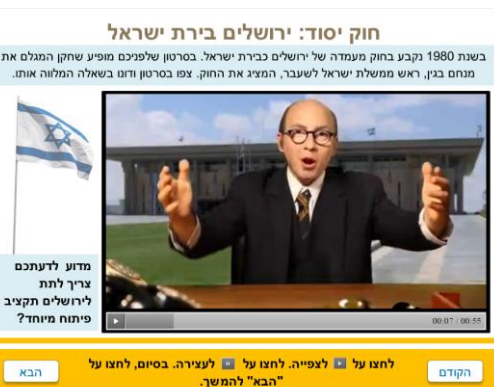 חוק יסוד: ירושלים בירת ישראל
בשנת 1980 נקבע בחוק מעמדה של ירושלים כבירת ישראל. בסרטון שלפניכם מופיע שחקן המגלם את
מנחם בגין, ראש ממשלת ישראל לשעבר, המציג את החוק. צפו בסרטון ודונו בשאלה המלווה אותו.
מדוע לדעתכם
צריך לתת
לירושלים תקציב
פיתוח מיוחד?
00:07 / 00:55
לחצו על לצפייה. לחצו על לעצירה. בסיום, לחצו על
"הבא" להמשך.
הקודם
הבא